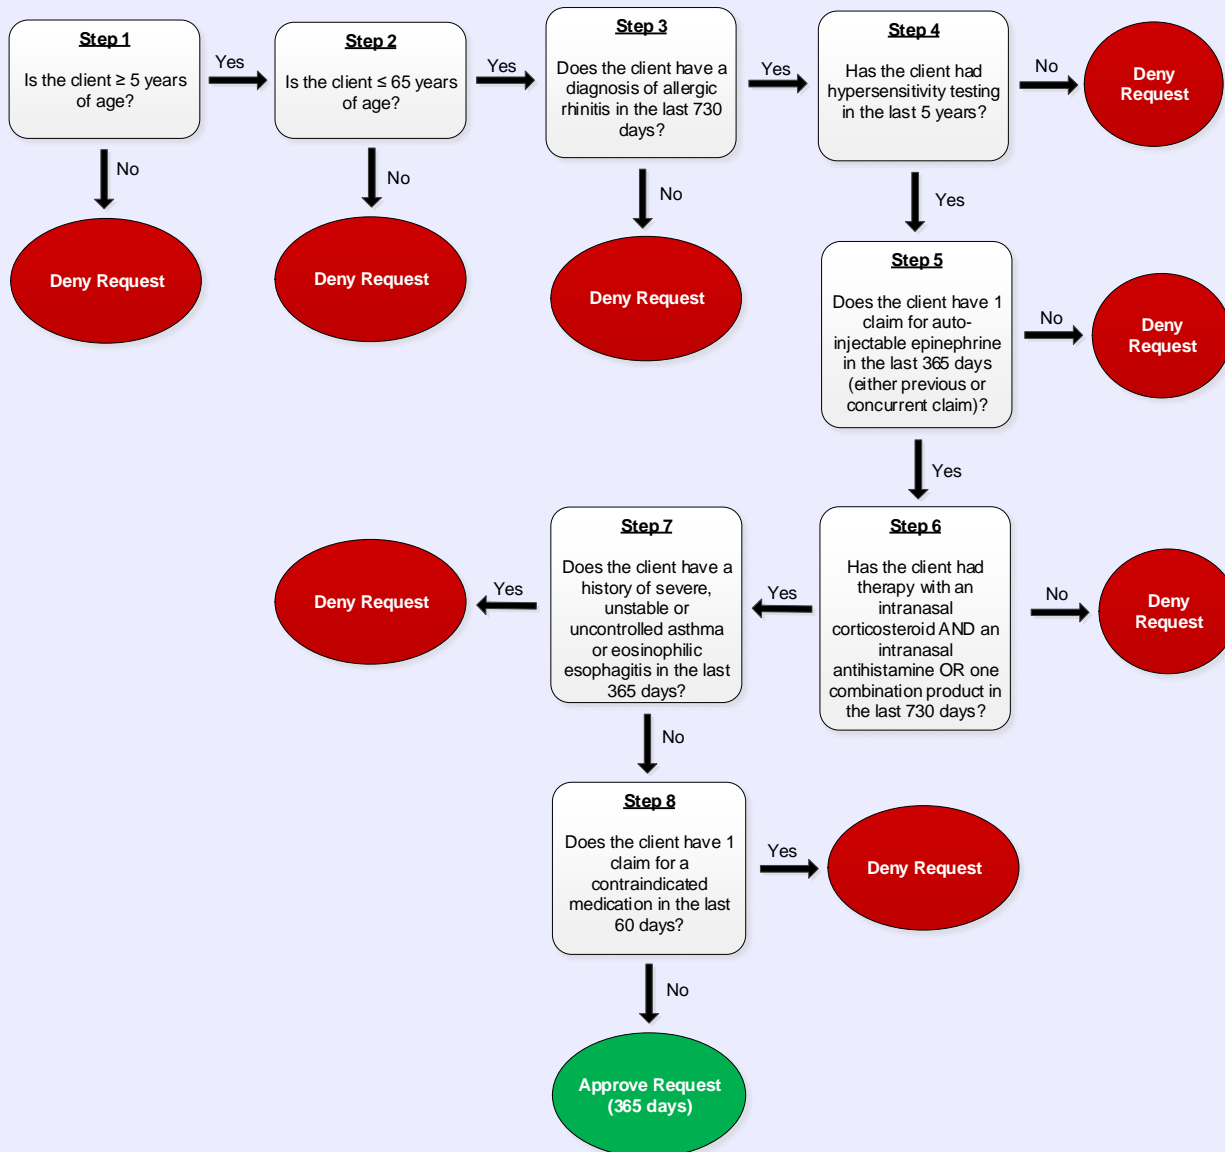 Step 1
Is the client ≥ 5 years
of age?
Yes
No
Deny Request
Step 2
Is the client ≤ 65 years
of age?
Yes
No
Deny Request
Step 3
Does the client have a
diagnosis of allergic
rhinitis in the last 730
days?
Yes
No
Deny Request
Step 4
Has the client had
hypersensitivity testing
in the last 5 years?
No
Deny
Request
Yes
Step 5
Does the client have 1
claim for auto-
injectable epinephrine
in the last 365 days
(either previous or
concurrent claim)?
No
Deny
Request
Yes
Step 6
Has the client had
therapy with an
intranasal
corticosteroid AND an
intranasal
antihistamine OR one
combination product in
the last 730 days?
No
Deny
Request
Yes
Step 7
Does the client have a
history of severe,
unstable or
uncontrolled asthma
or eosinophilic
esophagitis in the last
365 days?
Yes
Deny Request
No
Step 8
Does the client have 1
claim for a
contraindicated
medication in the last
60 days?
Yes
Deny Request
No
Approve Request
(365 days)